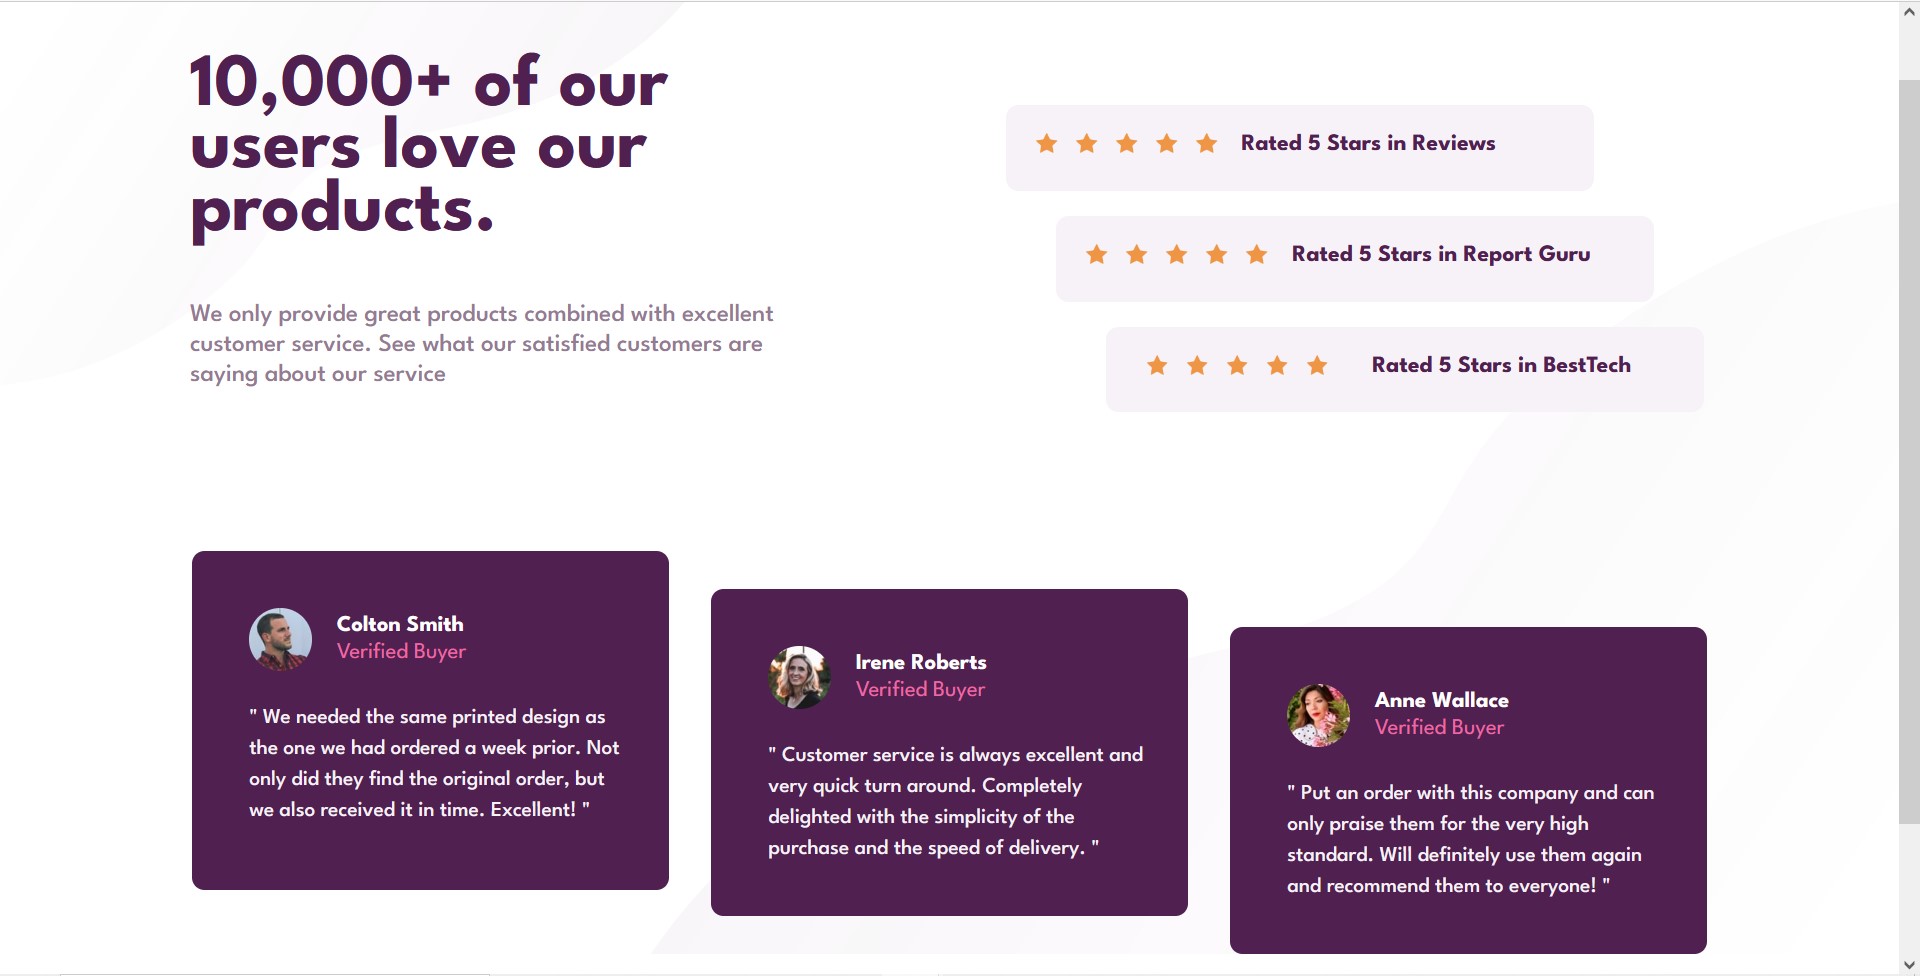 10,000+ of our
users love our
products.
We only provide great products combined with excellent
customer service. See what our satisfied customers are
saying about our service
Rated 5 Stars in Reviews
Rated 5 Stars in Report Guru
Rated 5 Stars in BestTech
Colton Smith
Verified Buyer
" We needed the same printed design as
the one we had ordered a week prior. Not
only did they find the original order, but
we also received it in time. Excellent! "
Irene Roberts
Verified Buyer
" Customer service is always excellent and
very quick turn around. Completely
delighted with the simplicity of the
purchase and the speed of delivery. "
Anne Wallace
Verified Buyer
" Put an order with this company and can
only praise them for the very high
standard. Will definitely use them again
and recommend them to everyone! "